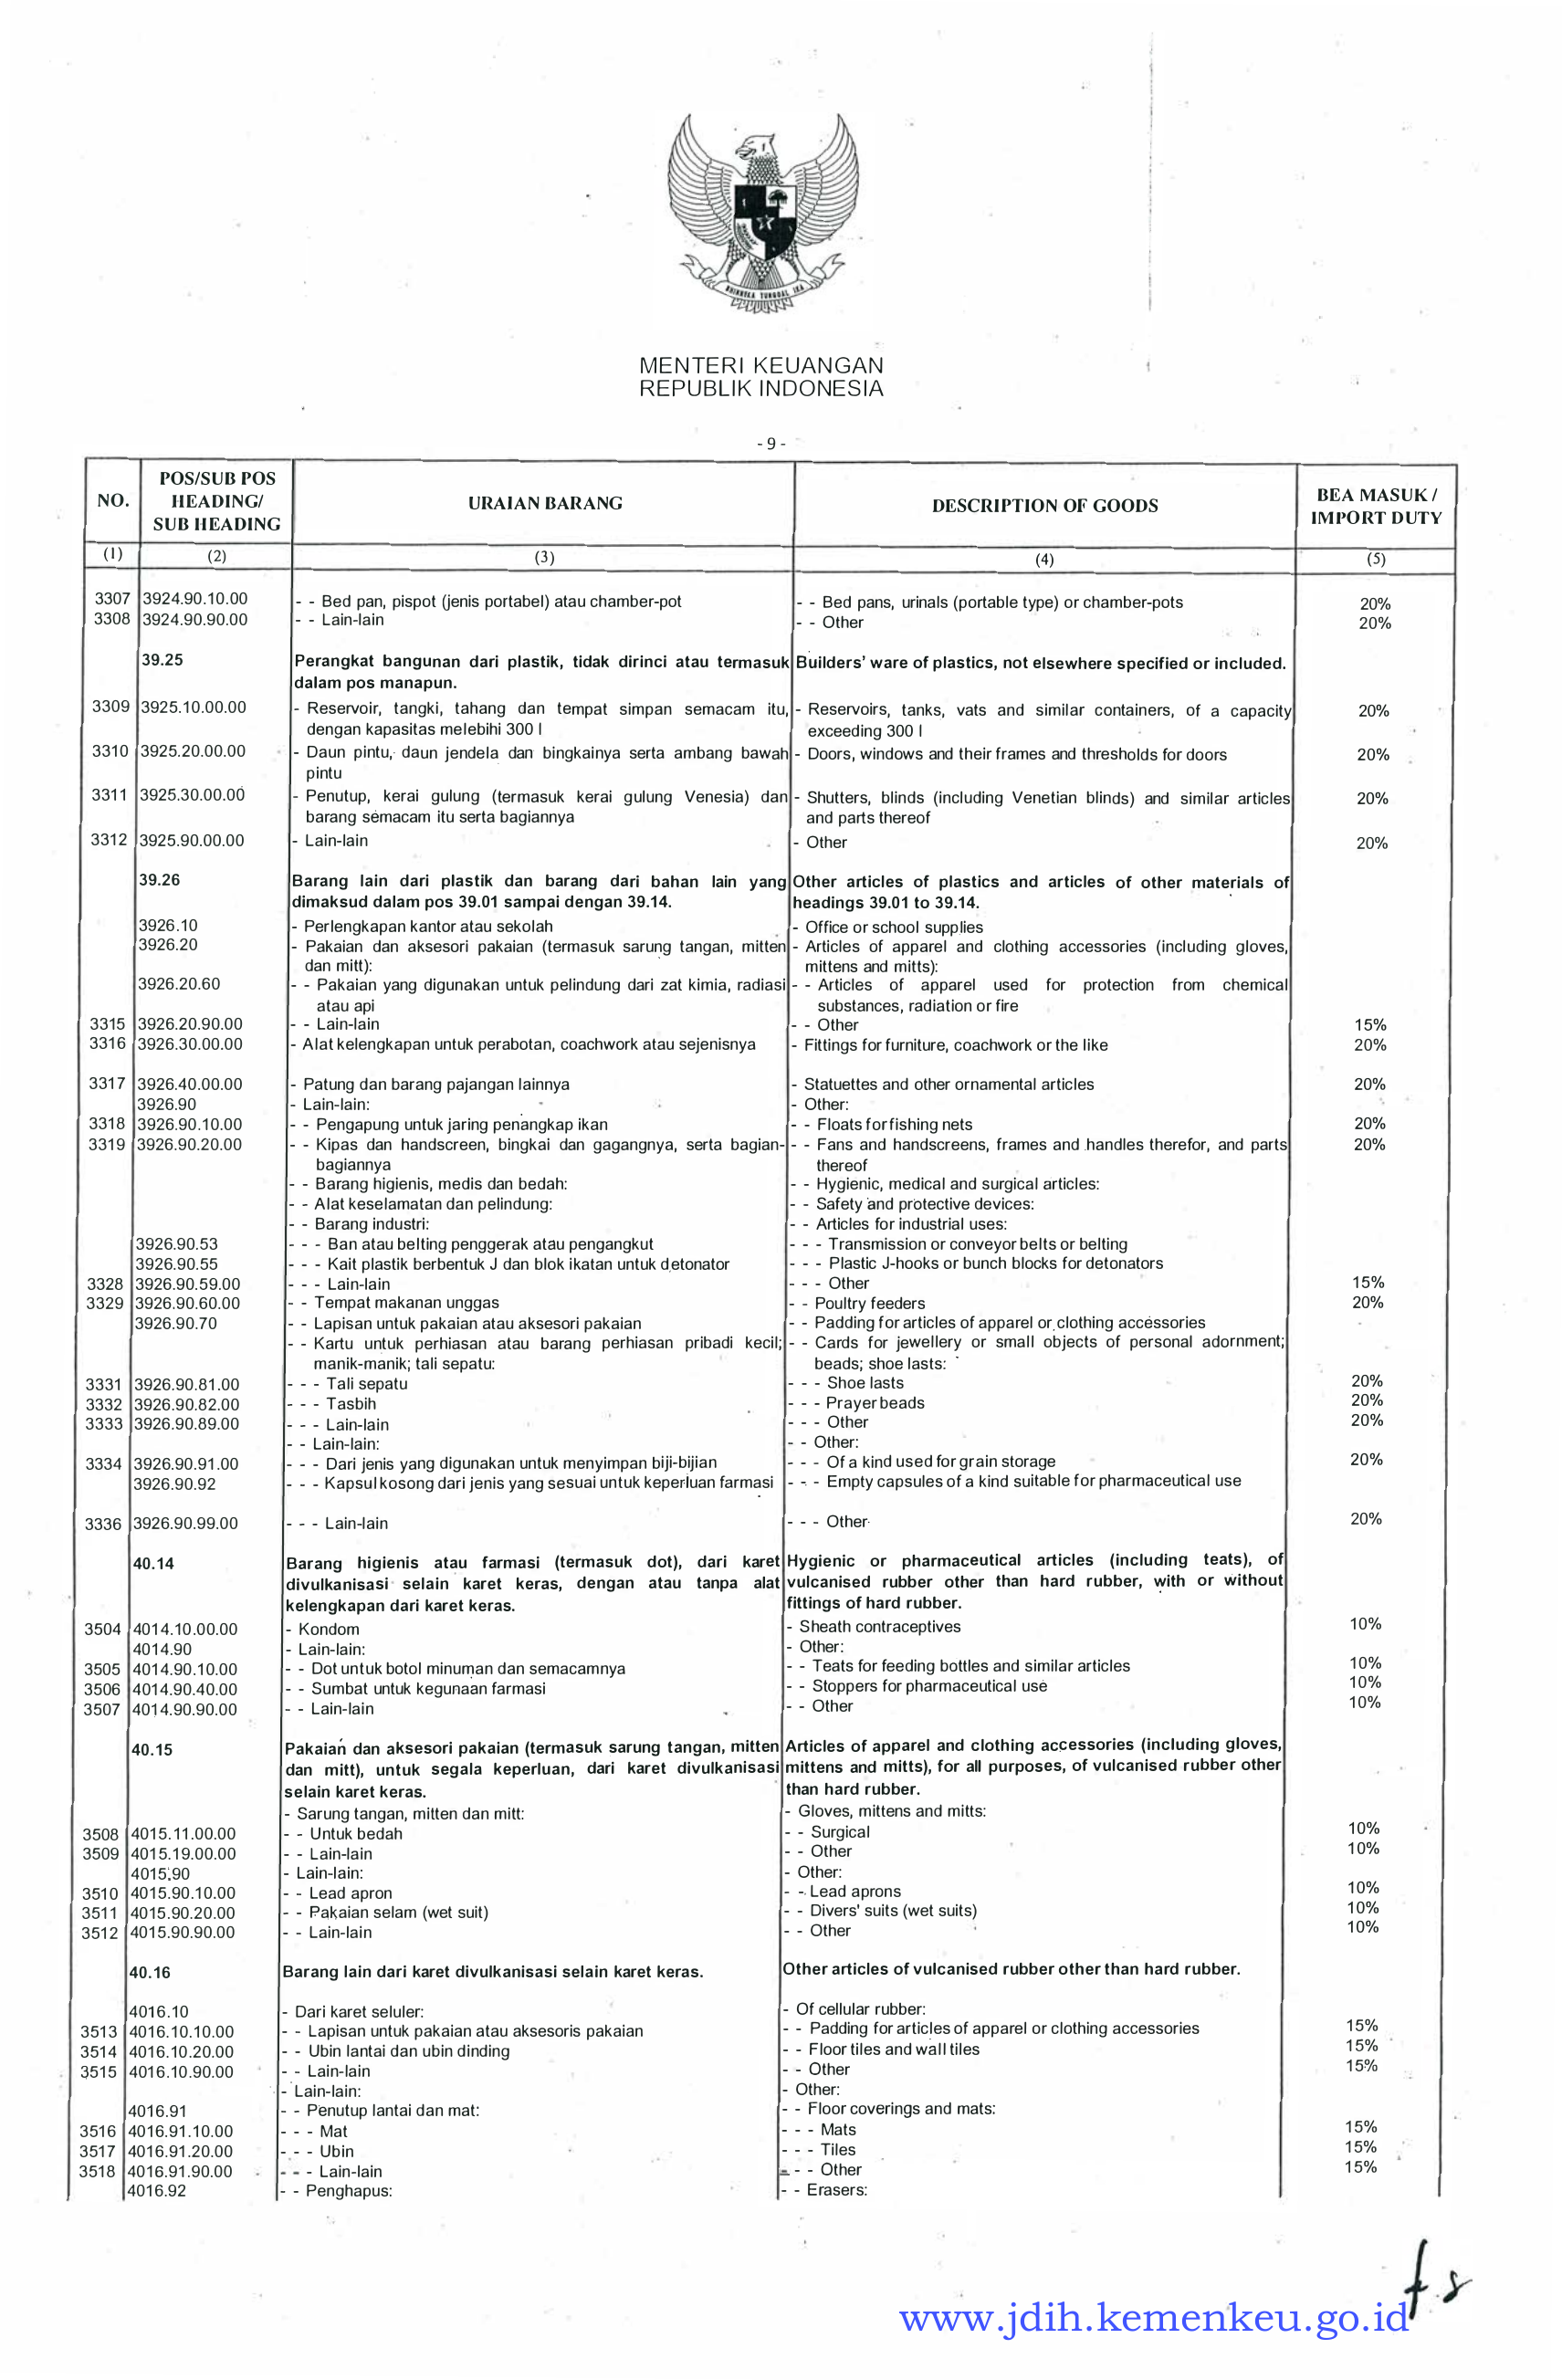 BHINNEKA TUNGGAL IKA
MENTERI KEUANGAN
REPUBLIK INDONESIA
- 9 -
NO. POS/SUB POS HEADING/ SUB HEADING URAIAN BARANG DESCRIPTION OF GOODS BEA MASUK / IMPORT DUTY
(1) (2) (3) (4) (5)
3307 3924.90.10.00 - - Bed pan, pispot (jenis portabel) atau chamber-pot - - Bed pans, urinals (portable type) or chamber-pots 20%
3308 3924.90.90.00 - - Lain-lain - - Other 20%
39.25 Perangkat bangunan dari plastik, tidak dirinci atau termasuk Builders’ ware of plastics, not elsewhere specified or included.
dalam pos manapun.
3309 3925.10.00.00 - Reservoir, tangki, tahang dan tempat simpan semacam itu, - Reservoirs, tanks, vats and similar containers, of a capacity 20%
dengan kapasitas melebihi 300 l exceeding 300 l
3310 3925.20.00.00 - Daun pintu, daun jendela dan bingkainya serta ambang bawah - Doors, windows and their frames and thresholds for doors 20%
pintu
3311 3925.30.00.00 - Penutup, kerai gulung (termasuk kerai gulung Venesia) dan - Shutters, blinds (including Venetian blinds) and similar articles 20%
barang semacam itu serta bagiannya and parts thereof
3312 3925.90.00.00 - Lain-lain - Other 20%
39.26 Barang lain dari plastik dan barang dari bahan lain yang Other articles of plastics and articles of other materials of
dimaksud dalam pos 39.01 sampai dengan 39.14. headings 39.01 to 39.14.
3926.10 - Perlengkapan kantor atau sekolah - Office or school supplies
3926.20 - Pakaian dan aksesori pakaian (termasuk sarung tangan, mitten - Articles of apparel and clothing accessories (including gloves,
dan mitt): mittens and mitts):
3926.20.60 - - Pakaian yang digunakan untuk pelindung dari zat kimia, radiasi - - Articles of apparel used for protection from chemical
atau api substances, radiation or fire
3315 3926.20.90.00 - - Lain-lain - - Other 15%
3316 3926.30.00.00 - Alat kelengkapan untuk perabotan, coachwork atau sejenisnya - Fittings for furniture, coachwork or the like 20%
3317 3926.40.00.00 - Patung dan barang pajangan lainnya - Statuettes and other ornamental articles 20%
3926.90 - Lain-lain: - Other:
3318 3926.90.10.00 - - Pengapung untuk jaring penangkap ikan - - Floats for fishing nets 20%
3319 3926.90.20.00 - - Kipas dan handscreen, bingkai dan gagangnya, serta bagian- - - Fans and handscreens, frames and handles therefor, and parts 20%
bagiannya thereof
- - Barang higienis, medis dan bedah: - - Hygienic, medical and surgical articles:
- - Alat keselamatan dan pelindung: - - Safety and protective devices:
- - Barang industri: - - Articles for industrial uses:
3926.90.53 - - - Ban atau belting penggerak atau pengangkut - - - Transmission or conveyor belts or belting
3926.90.55 - - - Kait plastik berbentuk J dan blok ikatan untuk detonator - - - Plastic J-hooks or bunch blocks for detonators
3328 3926.90.59.00 - - - Lain-lain - - - Other 15%
3329 3926.90.60.00 - - Tempat makanan unggas - - Poultry feeders 20%
3926.90.70 - - Lapisan untuk pakaian atau aksesori pakaian - - Padding for articles of apparel or clothing accessories
- - Kartu untuk perhiasan atau barang perhiasan pribadi kecil; - - Cards for jewellery or small objects of personal adornment;
manik-manik; tali sepatu: beads; shoe lasts:
3331 3926.90.81.00 - - - Tali sepatu - - - Shoe lasts 20%
3332 3926.90.82.00 - - - Tasbih - - - Prayer beads 20%
3333 3926.90.89.00 - - - Lain-lain - - - Other 20%
- - Lain-lain: - - Other:
3334 3926.90.91.00 - - - Dari jenis yang digunakan untuk menyimpan biji-bijian - - - Of a kind used for grain storage 20%
3926.90.92 - - - Kapsul kosong dari jenis yang sesuai untuk keperluan farmasi - - - Empty capsules of a kind suitable for pharmaceutical use
3336 3926.90.99.00 - - - Lain-lain - - - Other 20%
40.14 Barang higienis atau farmasi (termasuk dot), dari karet Hygienic or pharmaceutical articles (including teats), of
divulkanisasi selain karet keras, dengan atau tanpa alat vulcanised rubber other than hard rubber, with or without
kelengkapan dari karet keras. fittings of hard rubber.
3504 4014.10.00.00 - Kondom - Sheath contraceptives 10%
4014.90 - Lain-lain: - Other:
3505 4014.90.10.00 - - Dot untuk botol minuman dan semacamnya - - Teats for feeding bottles and similar articles 10%
3506 4014.90.40.00 - - Sumbat untuk kegunaan farmasi - - Stoppers for pharmaceutical use 10%
3507 4014.90.90.00 - - Lain-lain - - Other 10%
40.15 Pakaian dan aksesori pakaian (termasuk sarung tangan, mitten Articles of apparel and clothing accessories (including gloves,
dan mitt), untuk segala keperluan, dari karet divulkanisasi mittens and mitts), for all purposes, of vulcanised rubber other
selain karet keras. than hard rubber.
- Sarung tangan, mitten dan mitt: - Gloves, mittens and mitts:
3508 4015.11.00.00 - - Untuk bedah - - Surgical 10%
3509 4015.19.00.00 - - Lain-lain - - Other 10%
4015.90 - Lain-lain: - Other:
3510 4015.90.10.00 - - Lead apron - - Lead aprons 10%
3511 4015.90.20.00 - - Pakaian selam (wet suit) - - Divers' suits (wet suits) 10%
3512 4015.90.90.00 - - Lain-lain - - Other 10%
40.16 Barang lain dari karet divulkanisasi selain karet keras. Other articles of vulcanised rubber other than hard rubber.
4016.10 - Dari karet seluler: - Of cellular rubber:
3513 4016.10.10.00 - - Lapisan untuk pakaian atau aksesoris pakaian - - Padding for articles of apparel or clothing accessories 15%
3514 4016.10.20.00 - - Ubin lantai dan ubin dinding - - Floor tiles and wall tiles 15%
3515 4016.10.90.00 - - Lain-lain - - Other 15%
- Lain-lain: - Other:
4016.91 - - Penutup lantai dan mat: - - Floor coverings and mats:
3516 4016.91.10.00 - - - Mat - - - Mats 15%
3517 4016.91.20.00 - - - Ubin - - - Tiles 15%
3518 4016.91.90.00 - - - Lain-lain - - - Other 15%
4016.92 - - Penghapus: - - Erasers:
www.jdih.kemenkeu.go.id